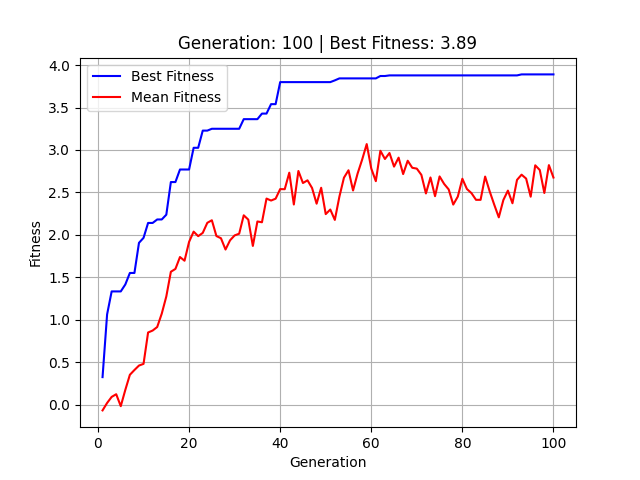 Generation: 100 | Best Fitness: 3.89
Best Fitness
Mean Fitness
4.0
3.5
3.0
2.5
2.0
1.5
1.0
0.5
0.0
Fitness
0 20 40 60 80 100
Generation